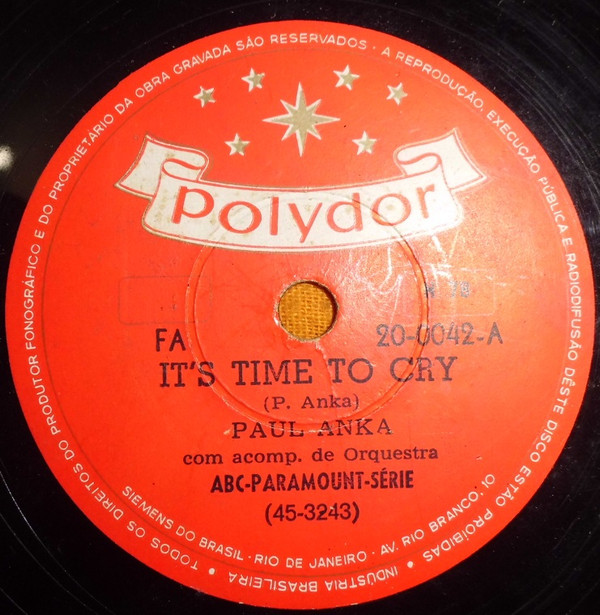 TODOS OS DIREITOS DO PRODUTOR FONOGRÁFICO E DO PROPRIETÁRIO DA OBRA GRAVADA SÃO RESERVADOS · A REPRODUÇÃO, EXECUÇÃO PÚBLICA E RADIODIFUSÃO DÊSTE DISCO ESTÃO PROIBIDAS • INDÚSTRIA BRASILEIRA •
polydor
FA
20-0042-A
IT'S TIME TO CRY
(P. Anka)
PAUL ANKA
com acomp. de Orquestra
ABC-PARAMOUNT-SÉRIE
(45-3243)
SIEMENS DO BRASIL - RIO DE JANEIRO - AV. RIO BRANCO, 10